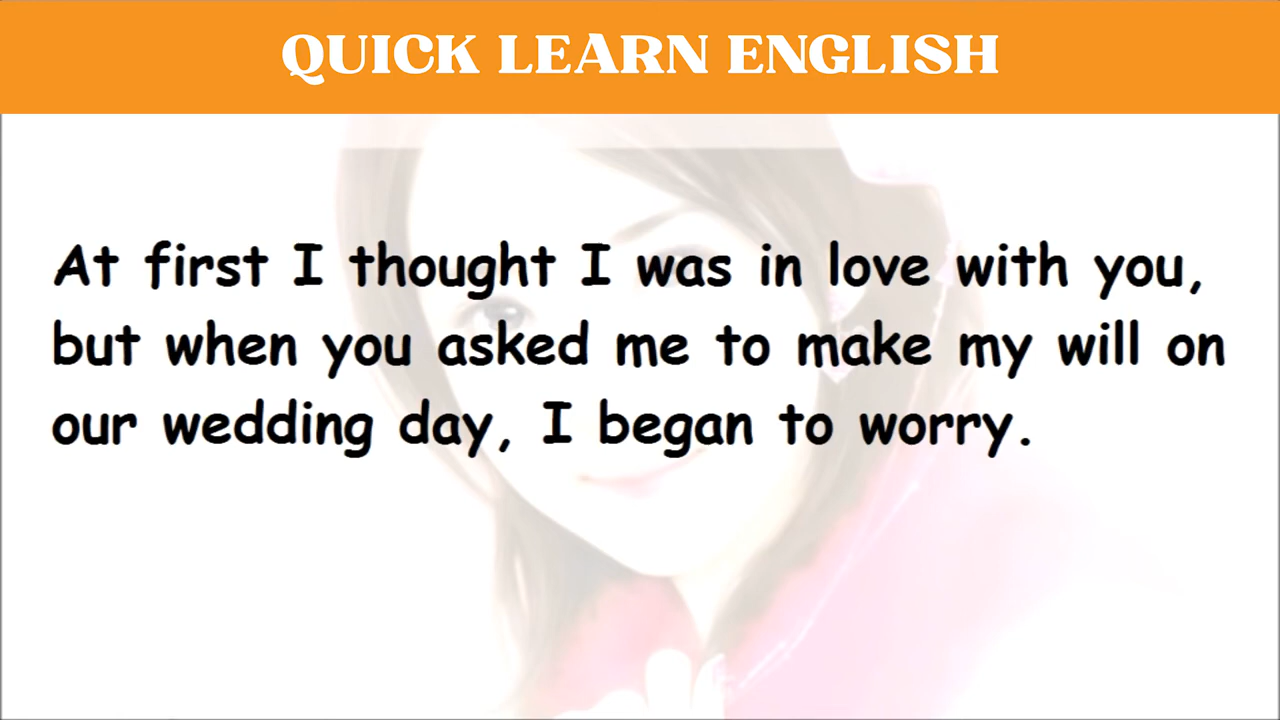 QUICK LEARN ENGLISH
At first I thought I was in love with you,
but when you asked me to make my will on
our wedding day, I began to worry.